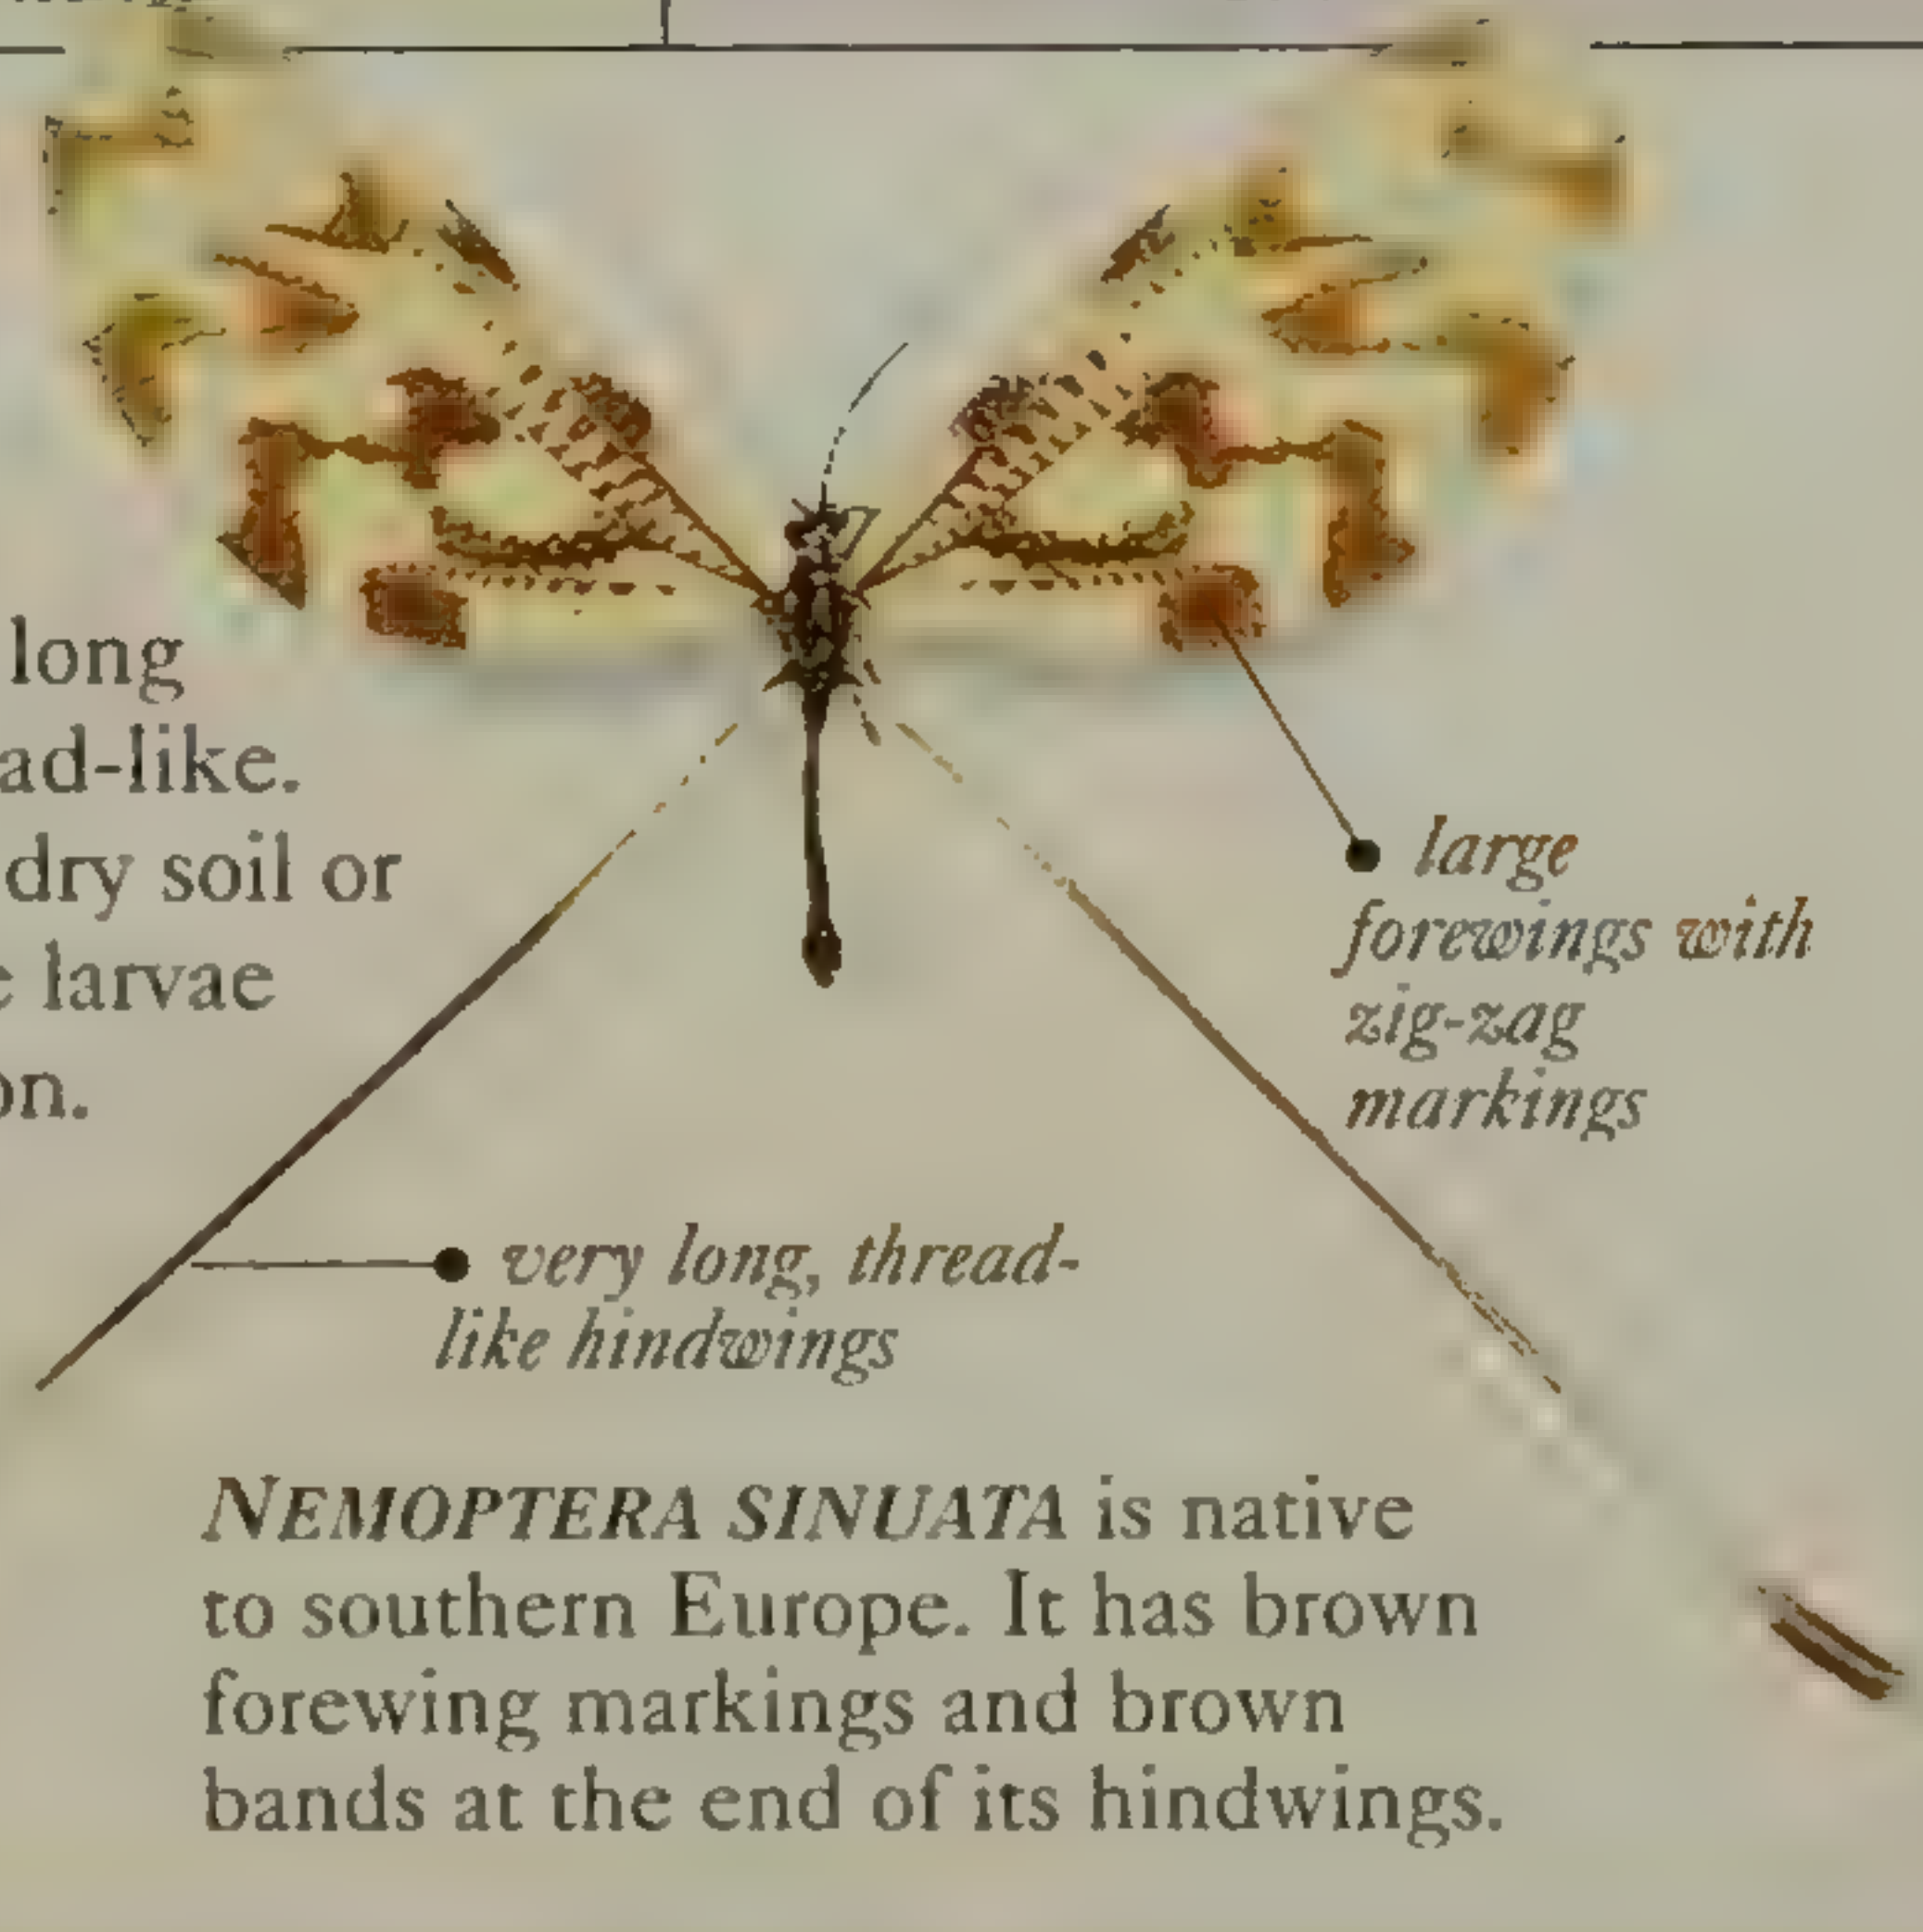 long
ad-like.
dry soil or
e larvae
on.
large
forewings with
zig-zag
markings
very long, thread-
like hindwings
NEMOPTERA SINUATA is native
to southern Europe. It has brown
forewing markings and brown
bands at the end of its hindwings.